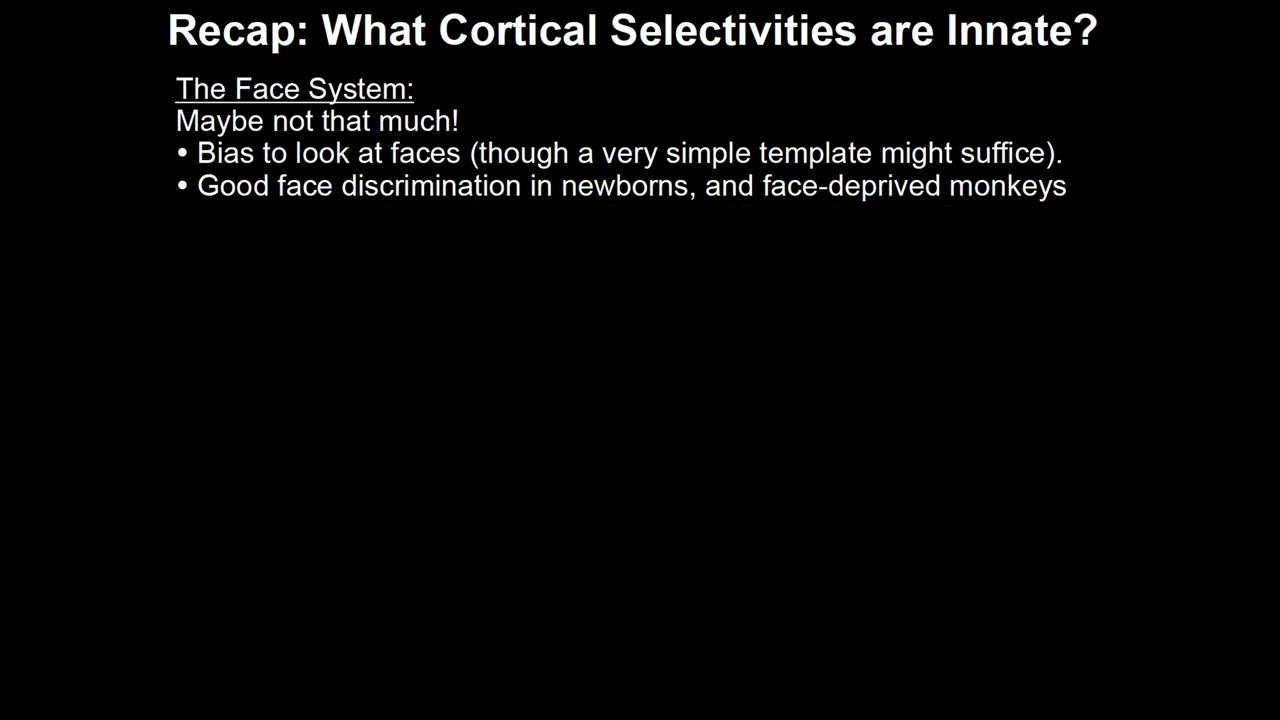 Recap: What Cortical Selectivities are Innate?
The Face System:
Maybe not that much!
• Bias to look at faces (though a very simple template might suffice).
• Good face discrimination in newborns, and face-deprived monkeys